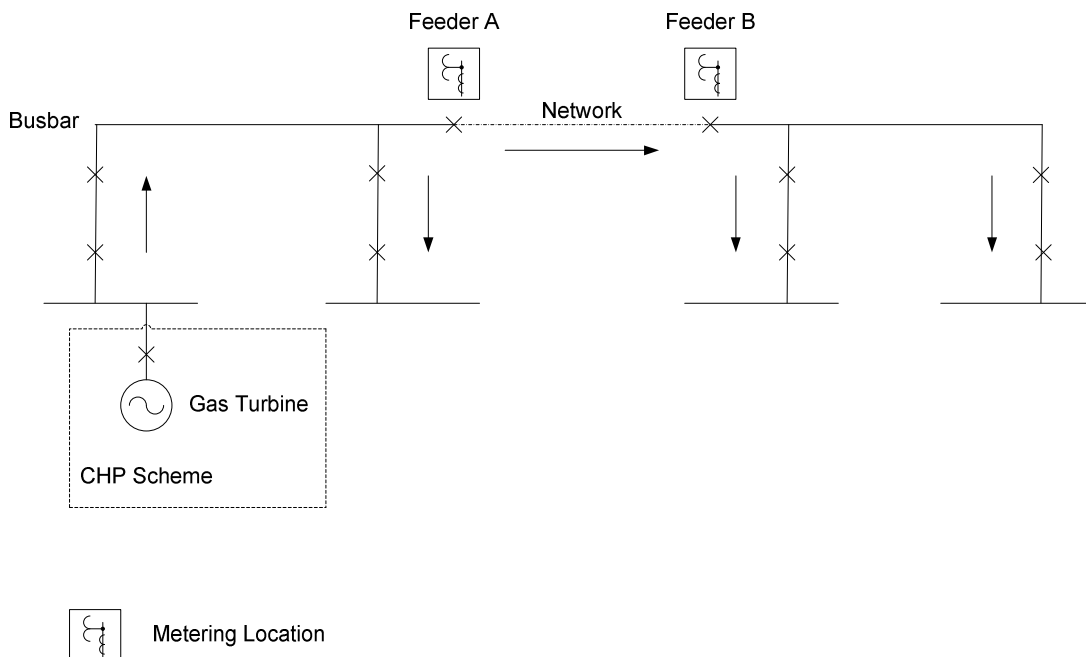 Feeder A
Feeder B
Busbar
Network
Gas Turbine
CHP Scheme
Metering Location